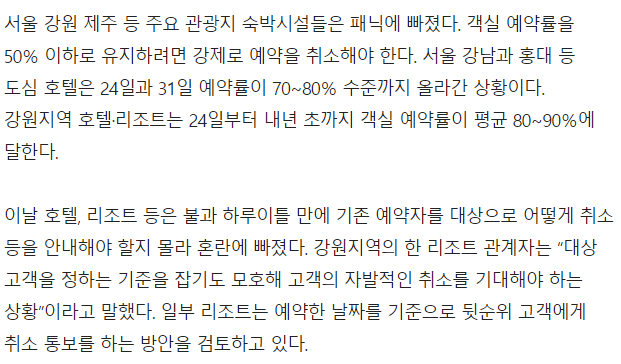 서울 강원 제주 등 주요 관광지 숙박시설들은 패닉에 빠졌다. 객실 예약률을
50% 이하로 유지하려면 강제로 예약을 취소해야 한다. 서울 강남과 홍대 등
도심 호텔은 24일과 31일 예약률이 70~80% 수준까지 올라간 상황이다.
강원지역 호텔·리조트는 24일부터 내년 초까지 객실 예약률이 평균 80~90%에
달한다.
이날 호텔, 리조트 등은 불과 하루이틀 만에 기존 예약자를 대상으로 어떻게 취소
등을 안내해야 할지 몰라 혼란에 빠졌다. 강원지역의 한 리조트 관계자는 “대상
고객을 정하는 기준을 잡기도 모호해 고객의 자발적인 취소를 기대해야 하는
상황”이라고 말했다. 일부 리조트는 예약한 날짜를 기준으로 뒷순위 고객에게
취소 통보를 하는 방안을 검토하고 있다.